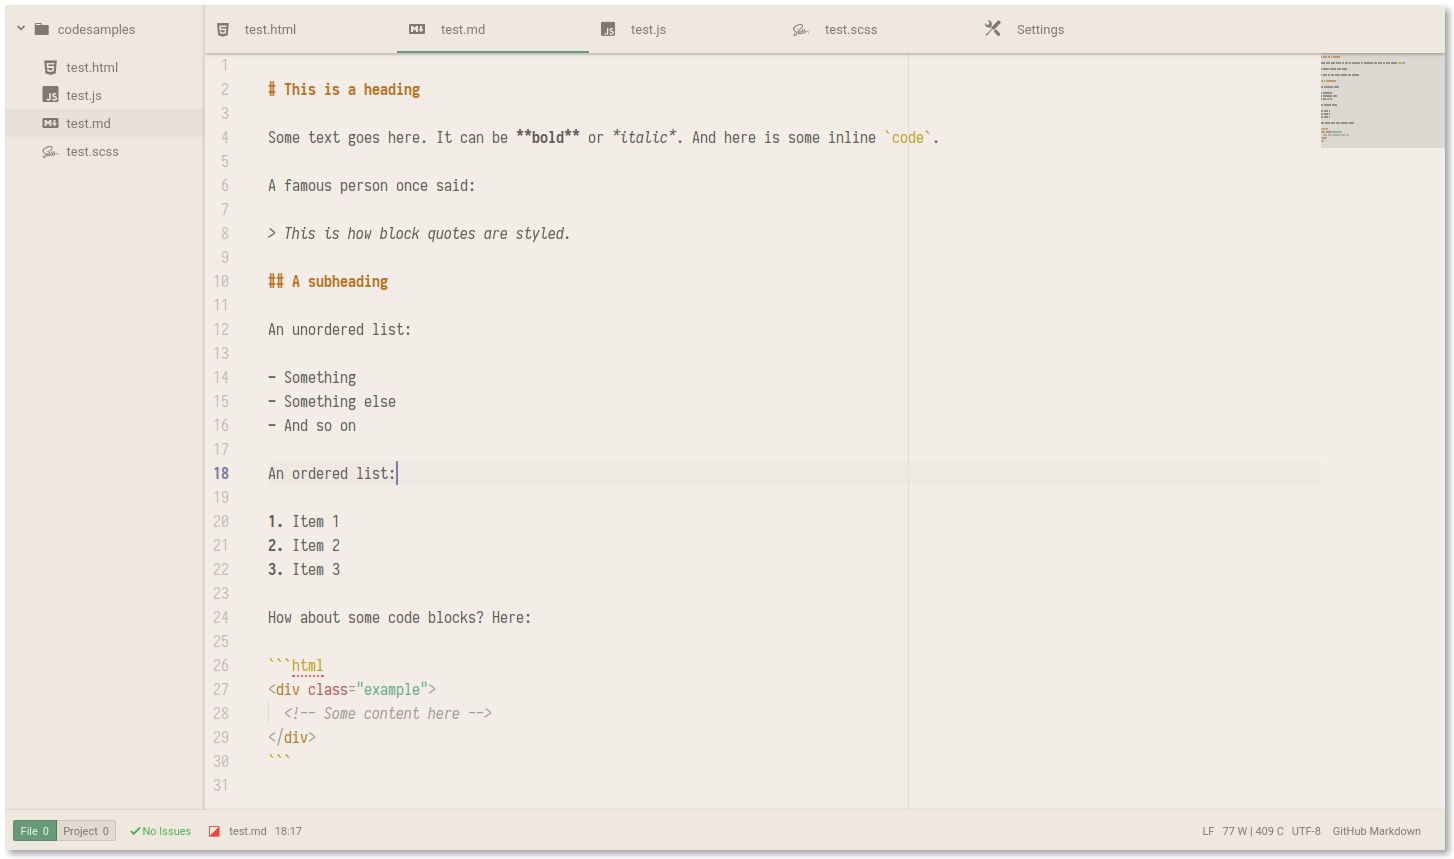 codesamples
test.html
test.js
test.md
test.scss
test.html test.md test.js test.scss Settings
1
2 # This is a heading
3
4 Some text goes here. It can be **bold** or *italic*. And here is some inline `code`.
5
6 A famous person once said:
7
8 > This is how block quotes are styled.
9
10 ## A subheading
11
12 An unordered list:
13
14 - Something
15 - Something else
16 - And so on
17
18 An ordered list:
19
20 1. Item 1
21 2. Item 2
22 3. Item 3
23
24 How about some code blocks? Here:
25
26 ```html
27 <div class="example">
28   <!-- Some content here -->
29 </div>
30 ```
31
File 0 Project 0 No Issues test.md 18:17 LF 77 W | 409 C UTF-8 GitHub Markdown